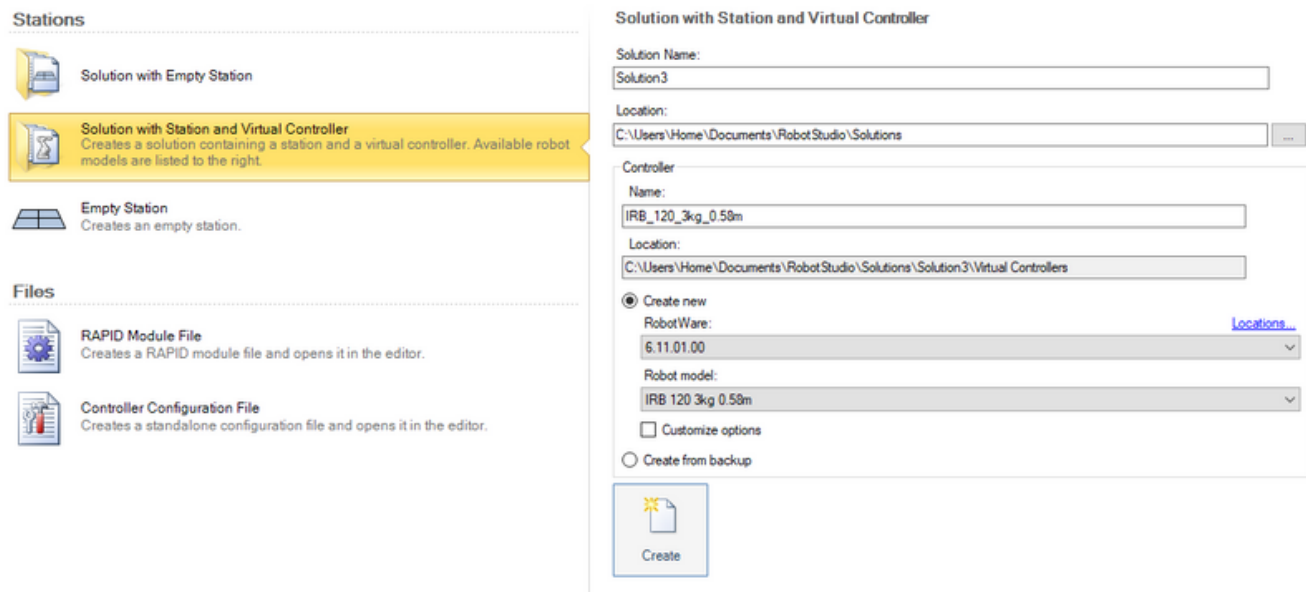 Stations
Solution with Empty Station
Solution with Station and Virtual Controller
Creates a solution containing a station and a virtual controller. Available robot
models are listed to the right.
Empty Station
Creates an empty station.
Files
RAPID Module File
Creates a RAPID module file and opens it in the editor.
Controller Configuration File
Creates a standalone configuration file and opens it in the editor.
Solution with Station and Virtual Controller
Solution Name:
Solution3
Location:
C:\Users\Home\Documents\RobotStudio\Solutions
...
Controller
Name:
IRB_120_3kg_0.58m
Location:
C:\Users\Home\Documents\RobotStudio\Solutions\Solution3\Virtual Controllers
Create new
RobotWare:
Locations...
6.11.01.00
Robot model:
IRB 120 3kg 0.58m
Customize options
Create from backup
Create